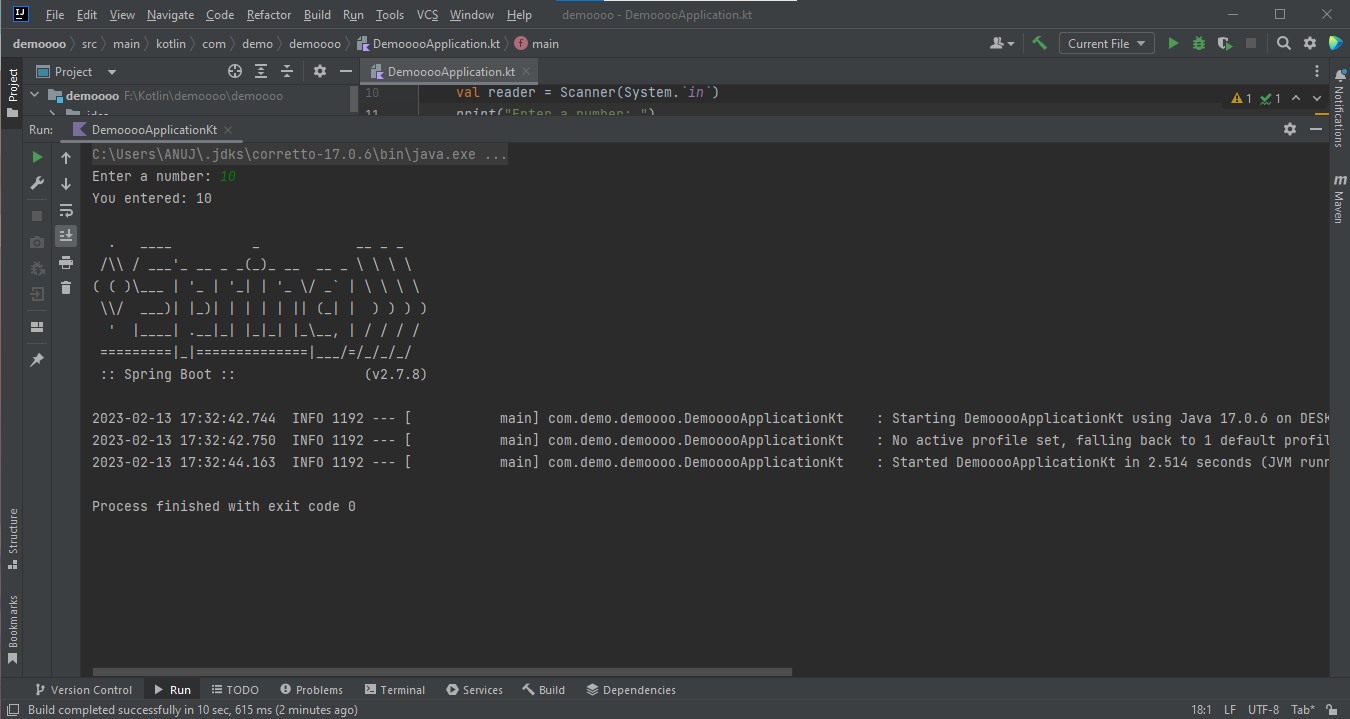 IJ File Edit View Navigate Code Refactor Build Run Tools VCS Window Help demoooo - DemooooApplication.kt
demoooo src main kotlin com demo demoooo DemooooApplication.kt f main Current File
Project Project DemooooApplication.kt
demoooo F:\Kotlin\demoooo\demoooo 10 val reader = Scanner(System.`in`) 1 1
.idea 11 print("Enter a number: ")
Notifications
Run: DemooooApplicationKt
C:\Users\ANUJ\.jdks\corretto-17.0.6\bin\java.exe ...
Enter a number: 10
You entered: 10
m Maven
  .   ____          _            __ _ _
 /\\ / ___'_ __ _ _(_)_ __  __ _ \ \ \ \
( ( )\___ | '_ | '_| | '_ \/ _` | \ \ \ \
 \\/  ___)| |_)| | | | | || (_| |  ) ) ) )
  '  |____| .__|_| |_|_| |_\__, | / / / /
 =========|_|==============|___/=/_/_/_/
 :: Spring Boot ::                (v2.7.8)
2023-02-13 17:32:42.744  INFO 1192 --- [           main] com.demo.demoooo.DemooooApplicationKt    : Starting DemooooApplicationKt using Java 17.0.6 on DESK
2023-02-13 17:32:42.750  INFO 1192 --- [           main] com.demo.demoooo.DemooooApplicationKt    : No active profile set, falling back to 1 default profil
2023-02-13 17:32:44.163  INFO 1192 --- [           main] com.demo.demoooo.DemooooApplicationKt    : Started DemooooApplicationKt in 2.514 seconds (JVM runn
Process finished with exit code 0
Structure
Bookmarks
Version Control Run TODO Problems Terminal Services Build Dependencies
Build completed successfully in 10 sec, 615 ms (2 minutes ago) 18:1 LF UTF-8 Tab*